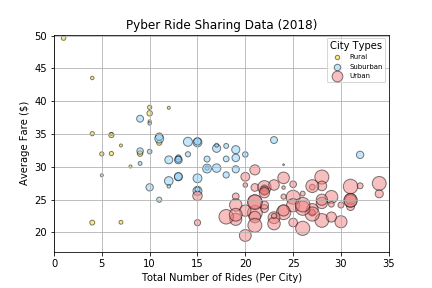 Pyber Ride Sharing Data (2018)
50
45
40
35
30
25
20
Average Fare ($)
City Types
Rural
Suburban
Urban
0 5 10 15 20 25 30 35
Total Number of Rides (Per City)